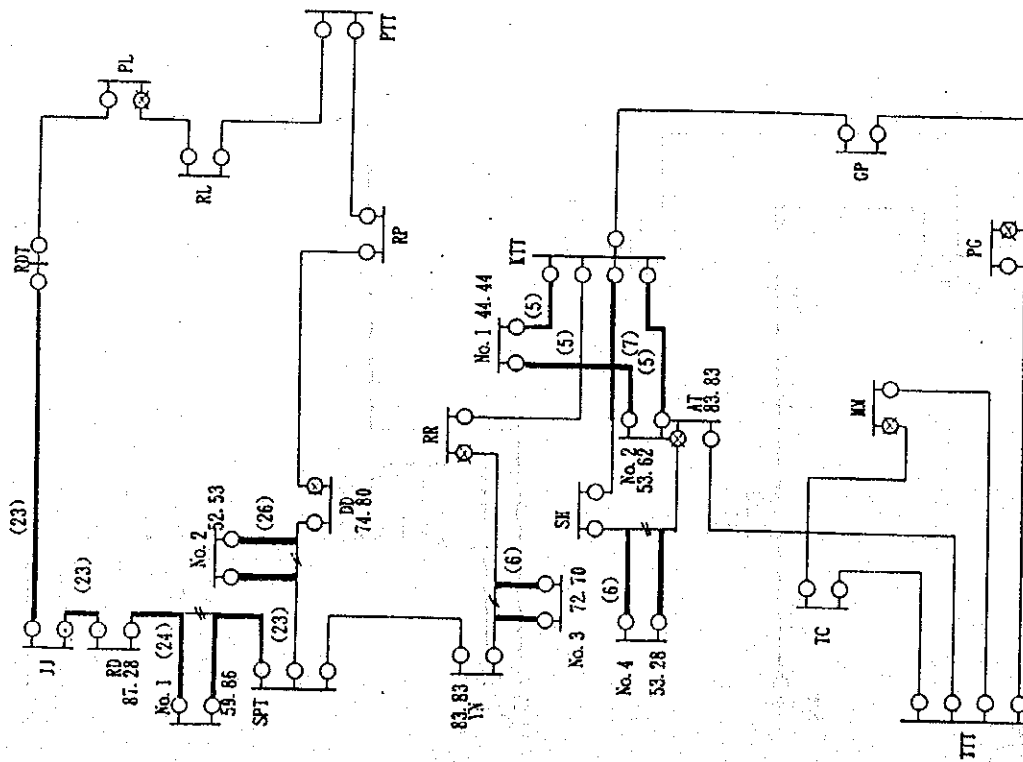 PTT
PL
RL
RDT
RP
(23)
JJ
(23)
RD
87.28
No.1
(24)
59.86
SPT
(23)
No.2
52.53
(26)
DD
74.80
83.83
YN
(6)
No.3
72.70
RR
No.1
44.44
(5)
(5)
KTT
(7)
(5)
No.2
53.62
AT
83.83
SH
(6)
No.4
53.28
GP
PG
MM
TC
TTT